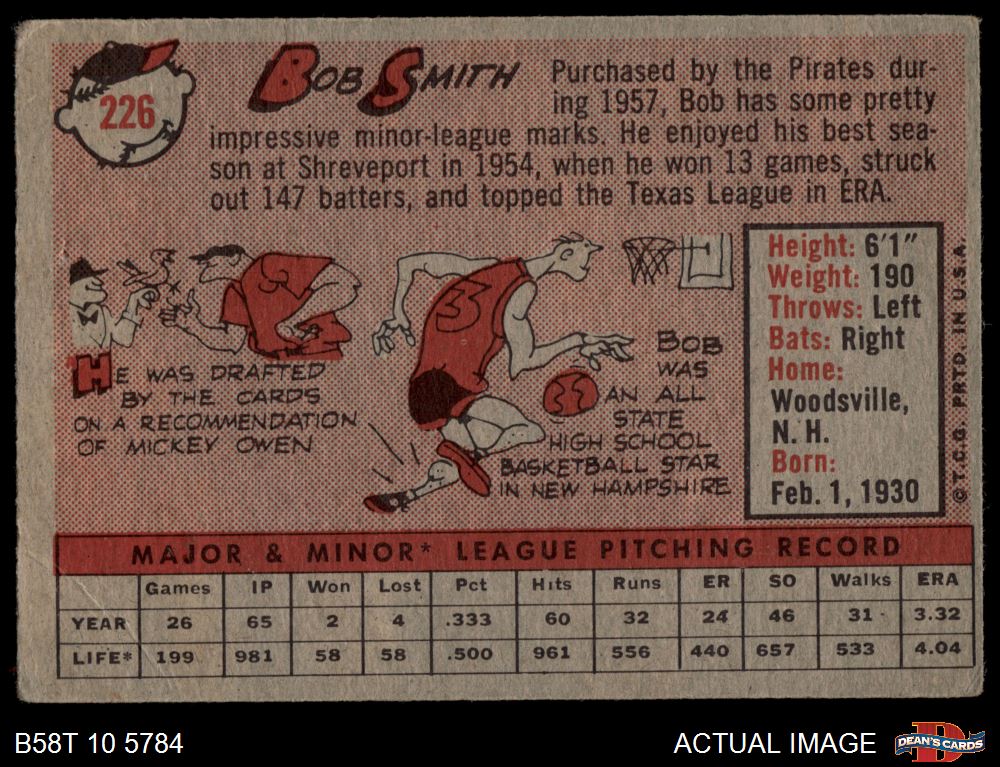 226
BOB SMITH
Purchased by the Pirates dur-
ing 1957, Bob has some pretty
impressive minor-league marks. He enjoyed his best sea-
son at Shreveport in 1954, when he won 13 games, struck
out 147 batters, and topped the Texas League in ERA.
HE WAS DRAFTED
BY THE CARDS
ON A RECOMMENDATION
OF MICKEY OWEN
3
BOB
WAS
AN ALL
STATE
HIGH SCHOOL
BASKETBALL STAR
IN NEW HAMPSHIRE
Height: 6'1"
Weight: 190
Throws: Left
Bats: Right
Home:
Woodsville,
N. H.
Born:
Feb. 1, 1930
© T.C.G. PRTD. IN U.S.A.
MAJOR & MINOR* LEAGUE PITCHING RECORD
Games IP Won Lost Pct Hits Runs ER SO Walks ERA
YEAR 26 65 2 4 .333 60 32 24 46 31 3.32
LIFE* 199 981 58 58 .500 961 556 440 657 533 4.04
B58T 10 5784
ACTUAL IMAGE
D
DEAN'S CARDS